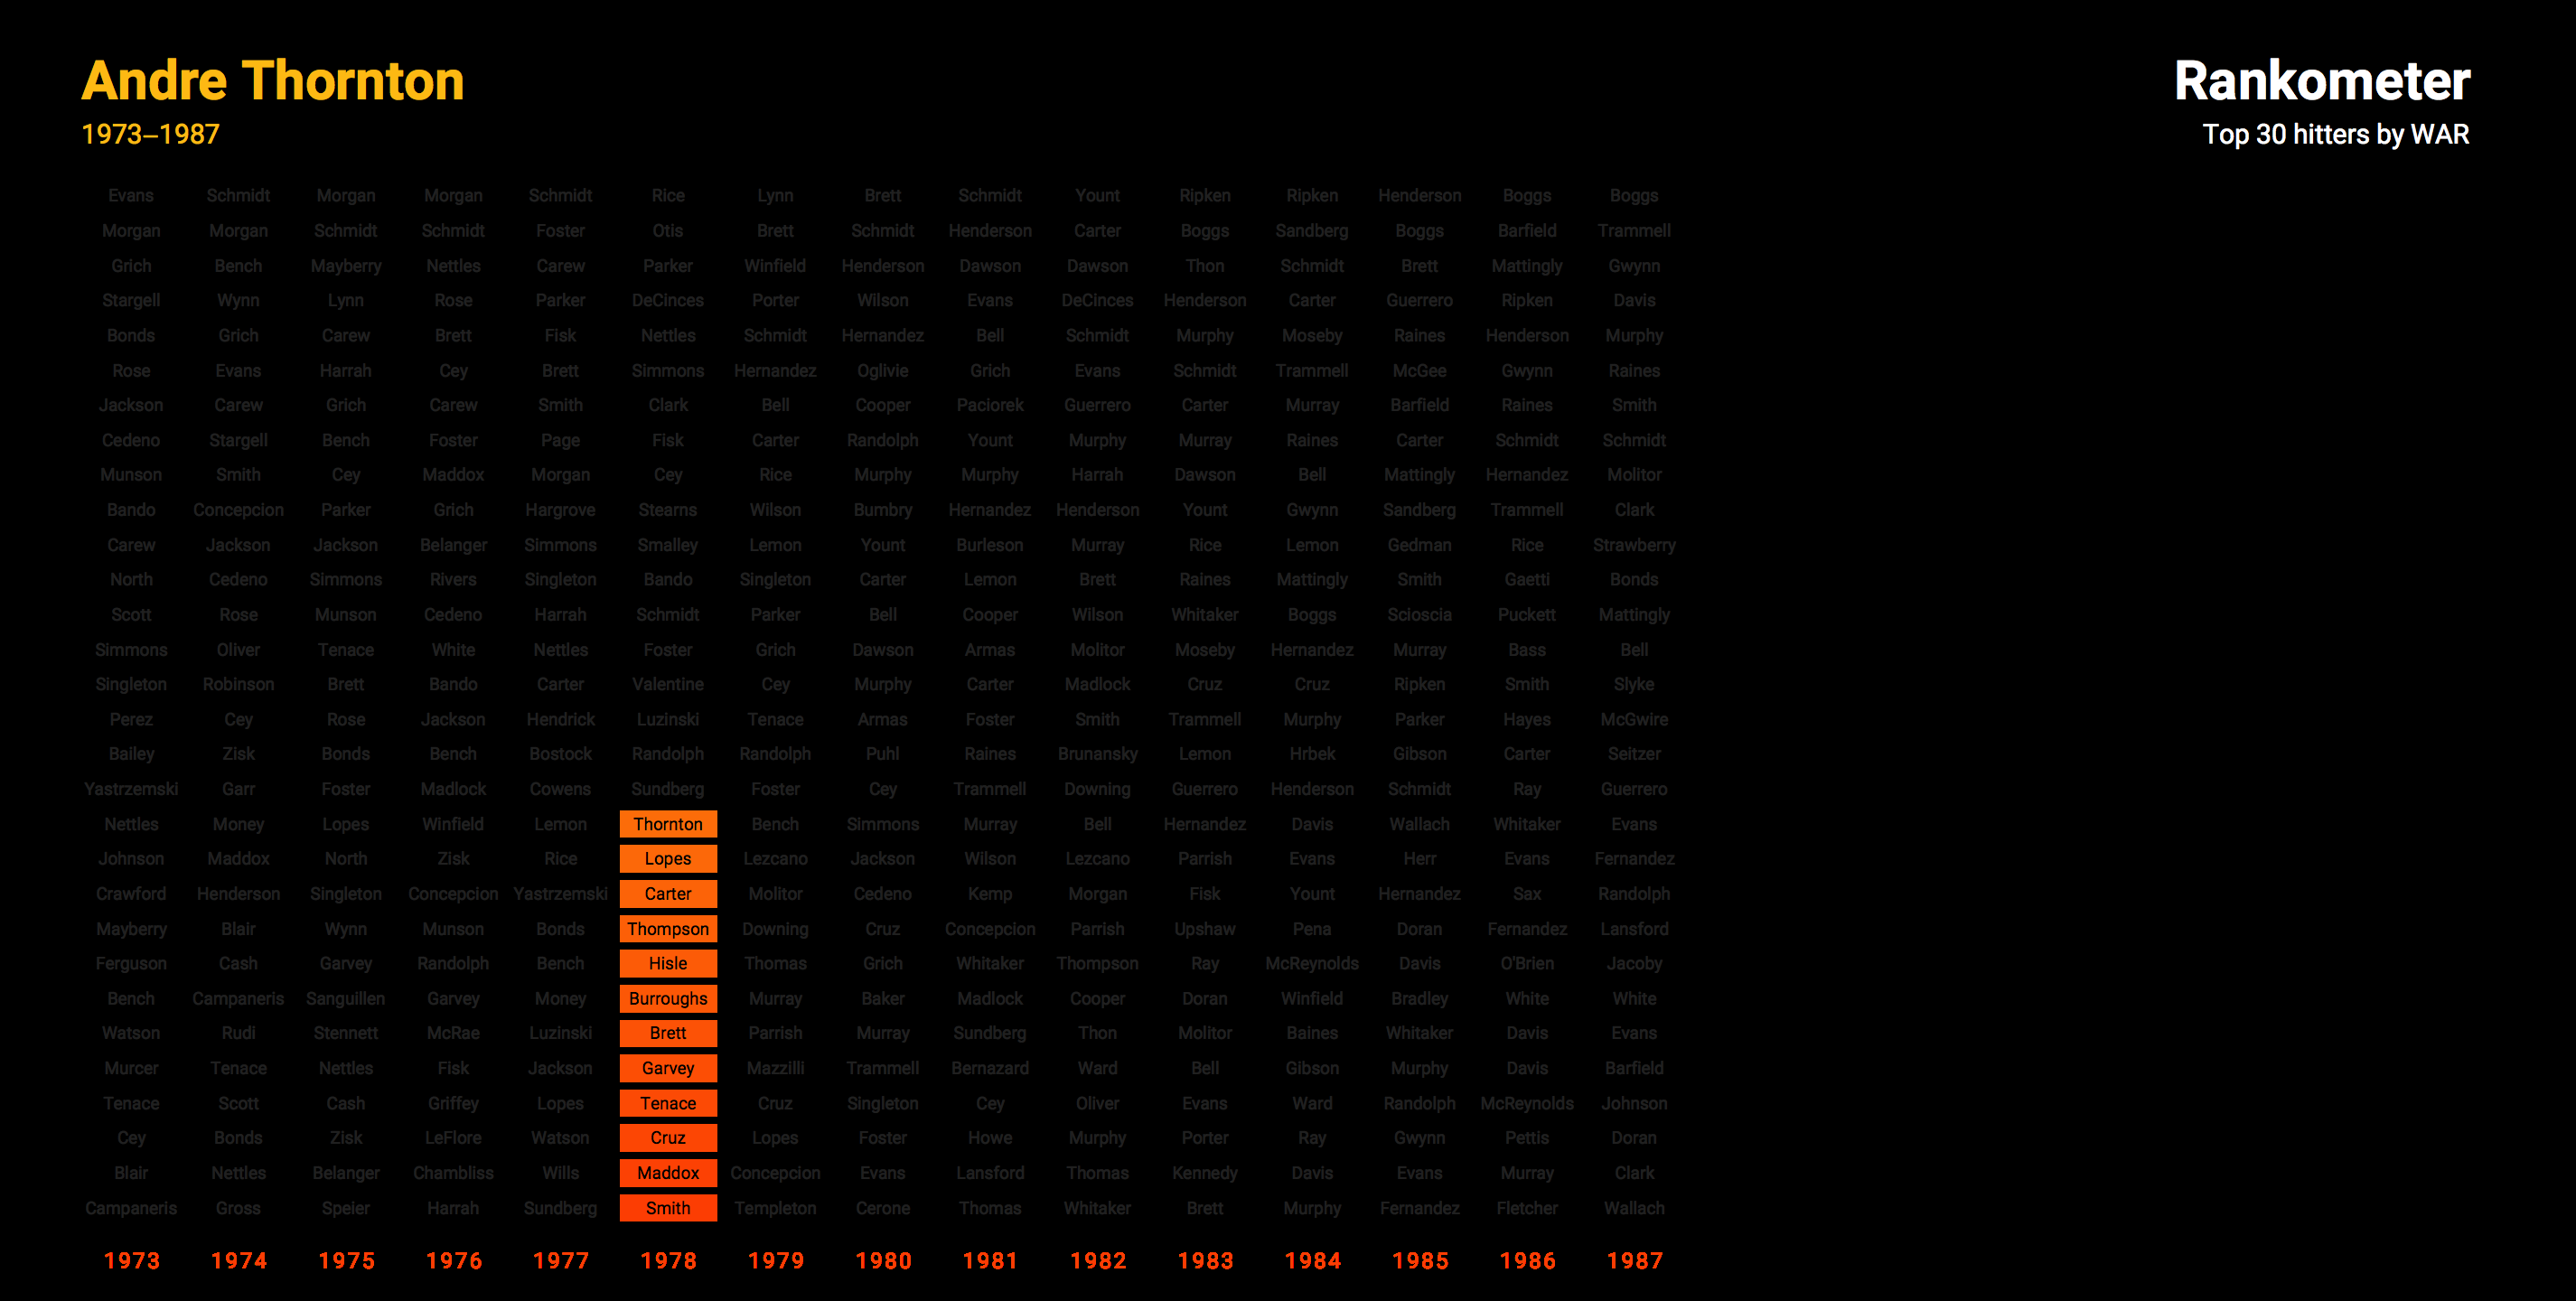 Andre Thornton
1973–1987
Rankometer
Top 30 hitters by WAR
Evans Schmidt Morgan Morgan Schmidt Rice Lynn Brett Schmidt Yount Ripken Ripken Henderson Boggs Boggs
Morgan Morgan Schmidt Schmidt Foster Otis Brett Schmidt Henderson Carter Boggs Sandberg Boggs Barfield Trammell
Grich Bench Mayberry Nettles Carew Parker Winfield Henderson Dawson Dawson Thon Schmidt Brett Mattingly Gwynn
Stargell Wynn Lynn Rose Parker DeCinces Porter Wilson Evans DeCinces Henderson Carter Guerrero Ripken Davis
Bonds Grich Carew Brett Fisk Nettles Schmidt Hernandez Bell Schmidt Murphy Moseby Raines Henderson Murphy
Rose Evans Harrah Cey Brett Simmons Hernandez Oglivie Grich Evans Schmidt Trammell McGee Gwynn Raines
Jackson Carew Grich Carew Smith Clark Bell Cooper Paciorek Guerrero Carter Murray Barfield Raines Smith
Cedeno Stargell Bench Foster Page Fisk Carter Randolph Yount Murphy Murray Raines Carter Schmidt Schmidt
Munson Smith Cey Maddox Morgan Cey Rice Murphy Murphy Harrah Dawson Bell Mattingly Hernandez Molitor
Bando Concepcion Parker Grich Hargrove Stearns Wilson Bumbry Hernandez Henderson Yount Gwynn Sandberg Trammell Clark
Carew Jackson Jackson Belanger Simmons Smalley Lemon Yount Burleson Murray Rice Lemon Gedman Rice Strawberry
North Cedeno Simmons Rivers Singleton Bando Singleton Carter Lemon Brett Raines Mattingly Smith Gaetti Bonds
Scott Rose Munson Cedeno Harrah Schmidt Parker Bell Cooper Wilson Whitaker Boggs Scioscia Puckett Mattingly
Simmons Oliver Tenace White Nettles Foster Grich Dawson Armas Molitor Moseby Hernandez Murray Bass Bell
Singleton Robinson Brett Bando Carter Valentine Cey Murphy Carter Madlock Cruz Cruz Ripken Smith Slyke
Perez Cey Rose Jackson Hendrick Luzinski Tenace Armas Foster Smith Trammell Murphy Parker Hayes McGwire
Bailey Zisk Bonds Bench Bostock Randolph Randolph Puhl Raines Brunansky Lemon Hrbek Gibson Carter Seitzer
Yastrzemski Garr Foster Madlock Cowens Sundberg Foster Cey Trammell Downing Guerrero Henderson Schmidt Ray Guerrero
Nettles Money Lopes Winfield Lemon Thornton Bench Simmons Murray Bell Hernandez Davis Wallach Whitaker Evans
Johnson Maddox North Zisk Rice Lopes Lezcano Jackson Wilson Lezcano Parrish Evans Herr Evans Fernandez
Crawford Henderson Singleton Concepcion Yastrzemski Carter Molitor Cedeno Kemp Morgan Fisk Yount Hernandez Sax Randolph
Mayberry Blair Wynn Munson Bonds Thompson Downing Cruz Concepcion Parrish Upshaw Pena Doran Fernandez Lansford
Ferguson Cash Garvey Randolph Bench Hisle Thomas Grich Whitaker Thompson Ray McReynolds Davis O'Brien Jacoby
Bench Campaneris Sanguillen Garvey Money Burroughs Murray Baker Madlock Cooper Doran Winfield Bradley White White
Watson Rudi Stennett McRae Luzinski Brett Parrish Murray Sundberg Thon Molitor Baines Whitaker Davis Evans
Murcer Tenace Nettles Fisk Jackson Garvey Mazzilli Trammell Bernazard Ward Bell Gibson Murphy Davis Barfield
Tenace Scott Cash Griffey Lopes Tenace Cruz Singleton Cey Oliver Evans Ward Randolph McReynolds Johnson
Cey Bonds Zisk LeFlore Watson Cruz Lopes Foster Howe Murphy Porter Ray Gwynn Pettis Doran
Blair Nettles Belanger Chambliss Wills Maddox Concepcion Evans Lansford Thomas Kennedy Davis Evans Murray Clark
Campaneris Gross Speier Harrah Sundberg Smith Templeton Cerone Thomas Whitaker Brett Murphy Fernandez Fletcher Wallach
1973 1974 1975 1976 1977 1978 1979 1980 1981 1982 1983 1984 1985 1986 1987